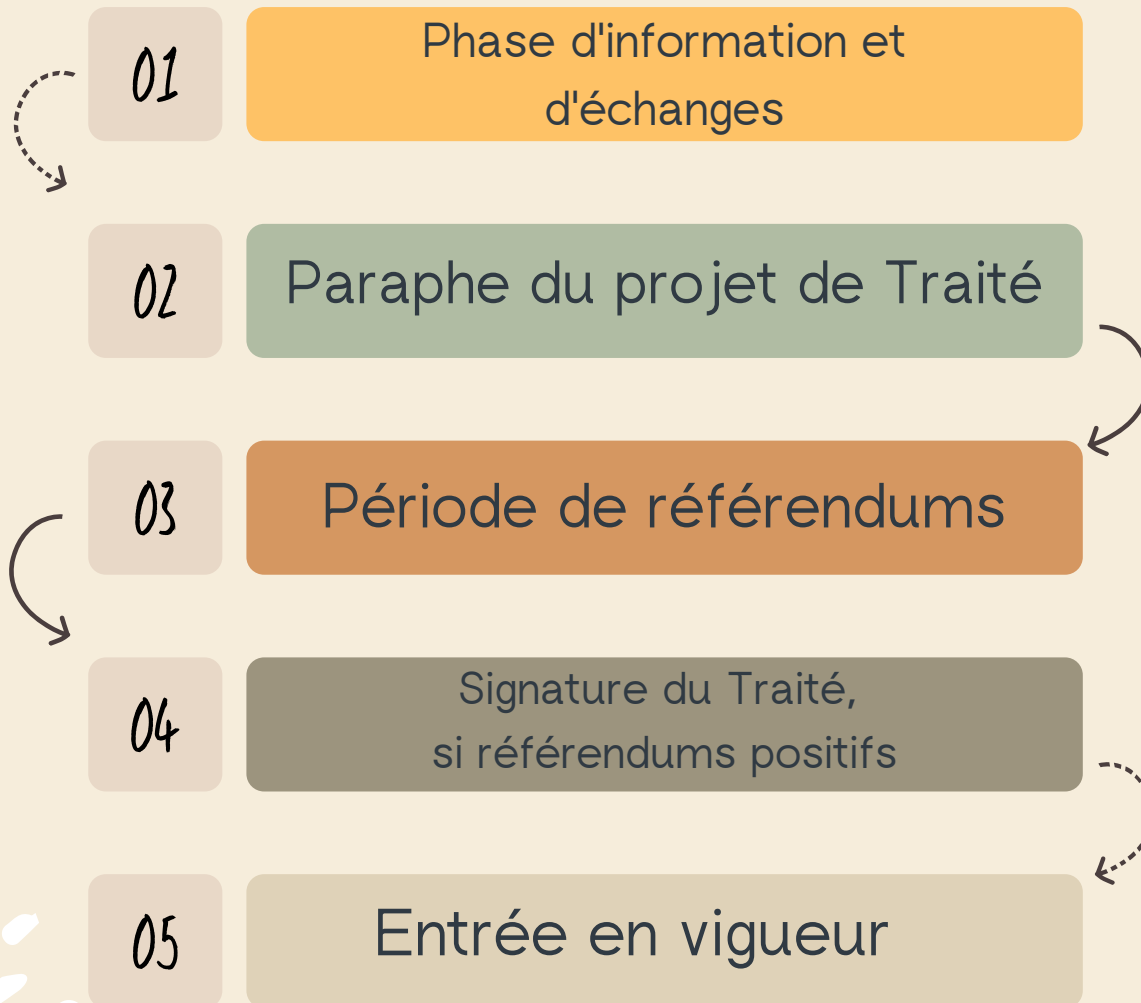 01
Phase d'information et
d'échanges
02
Paraphe du projet de Traité
03
Période de référendums
04
Signature du Traité,
si référendums positifs
05
Entrée en vigueur